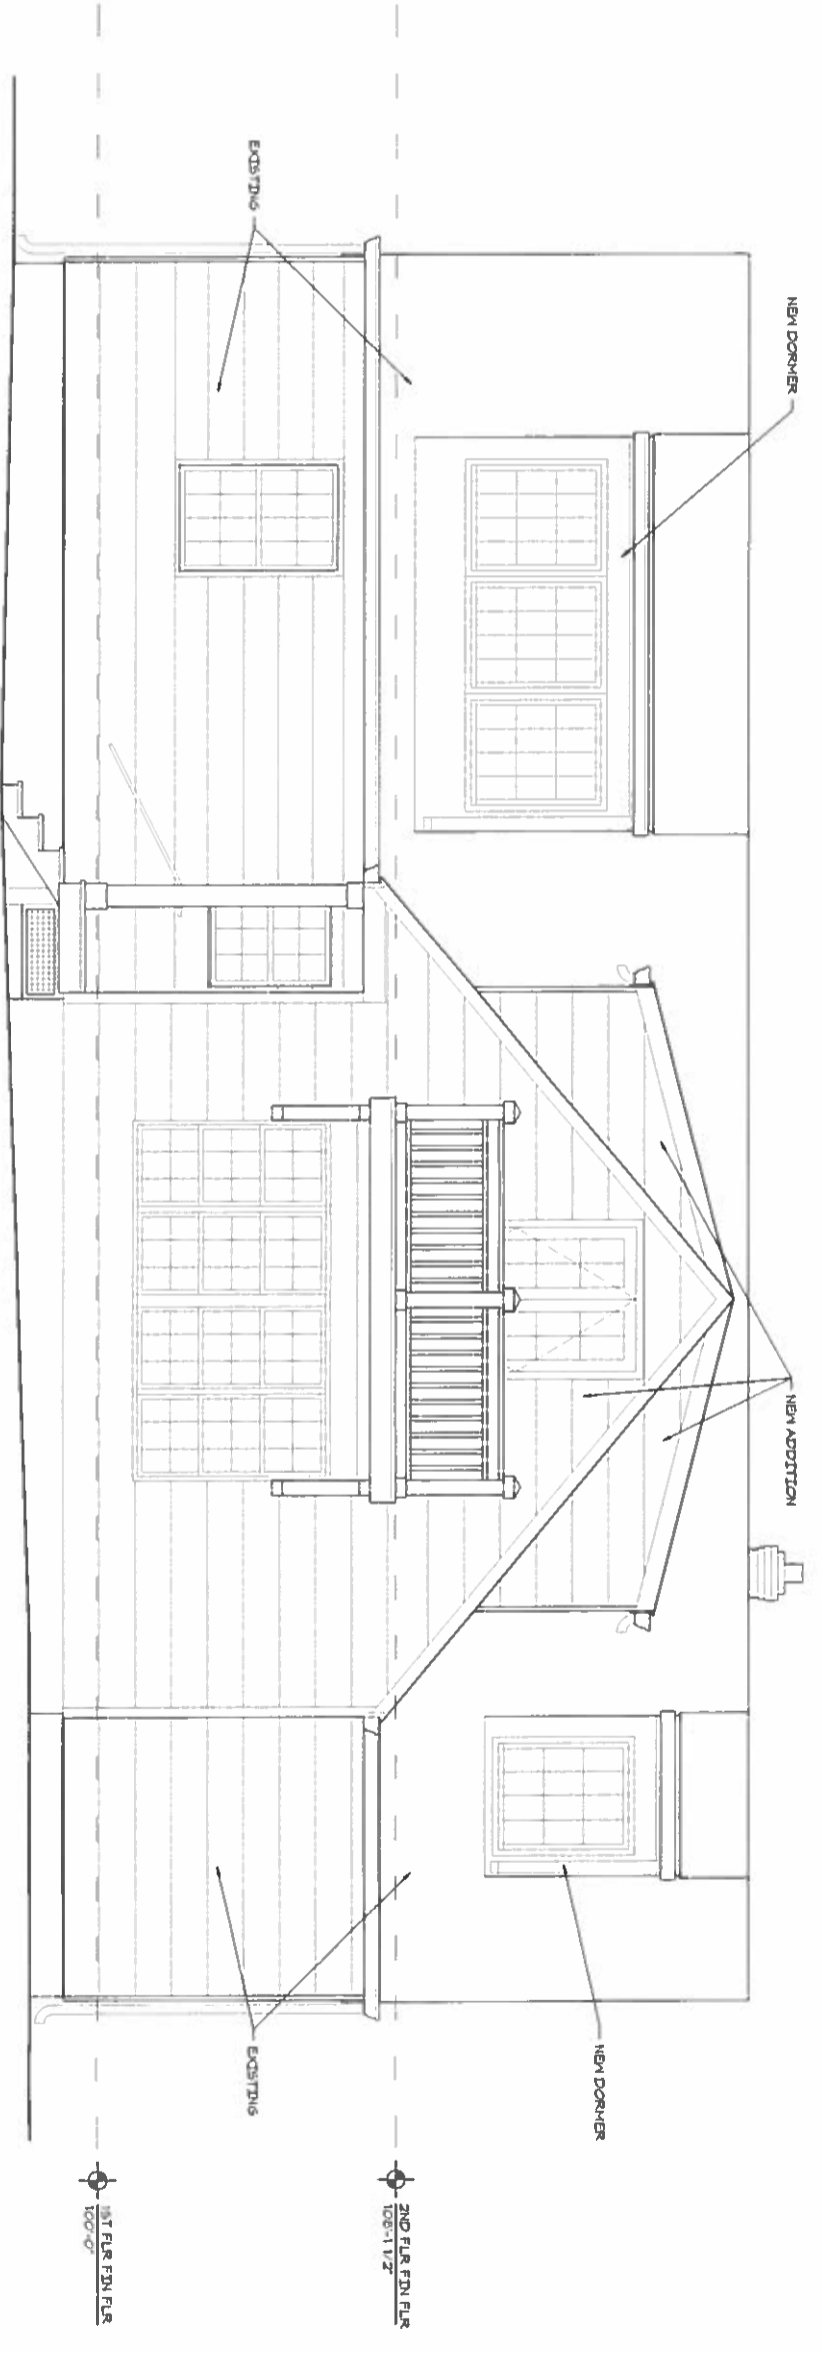 NEW DORMER
EXISTING
NEW ADDITION
NEW DORMER
EXISTING
2ND FLR FIN FLR
108'-1 1/2"
1ST FLR FIN FLR
100'-0"